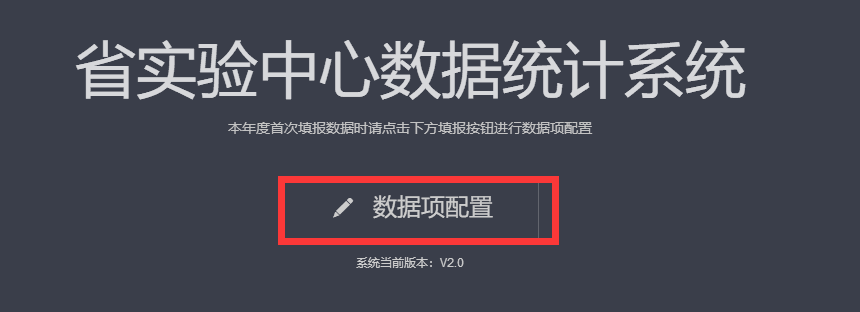 省实验中心数据统计系统
本年度首次填报数据时请点击下方填报按钮进行数据项配置
数据项配置
系统当前版本：V2.0